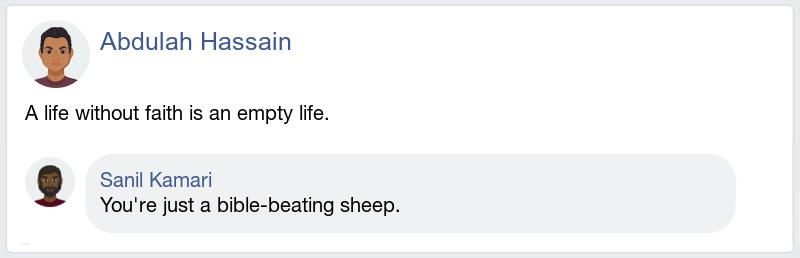 Abdulah Hassain
A life without faith is an empty life.
Sanil Kamari
You're just a bible-beating sheep.